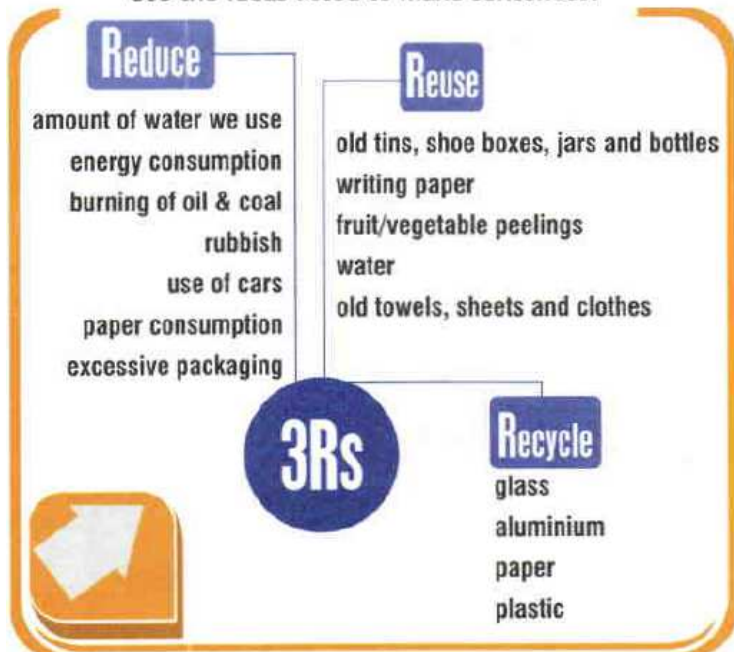 Reduce
amount of water we use
energy consumption
burning of oil & coal
rubbish
use of cars
paper consumption
excessive packaging
Reuse
old tins, shoe boxes, jars and bottles
writing paper
fruit/vegetable peelings
water
old towels, sheets and clothes
3Rs
Recycle
glass
aluminium
paper
plastic